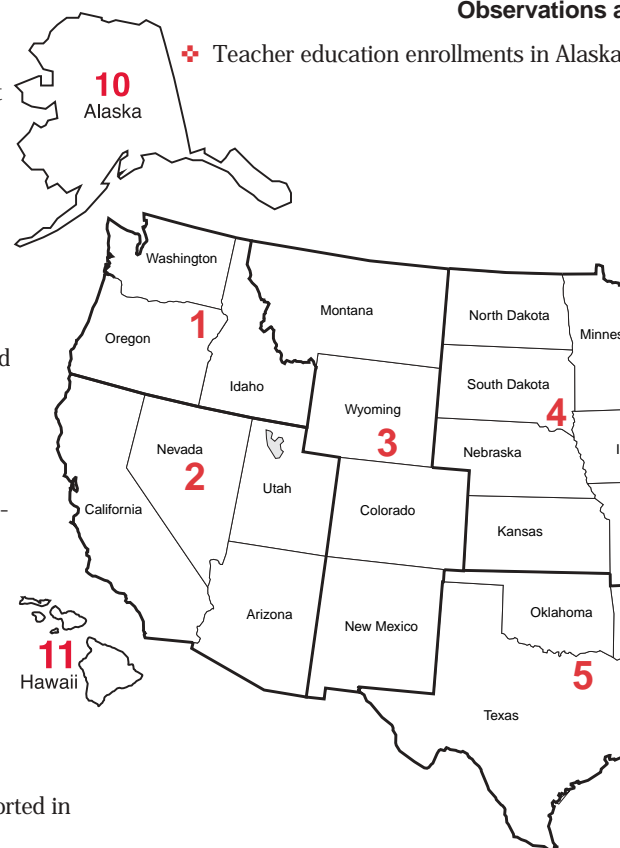 Observations a
❖ Teacher education enrollments in Alaska
t
10
Alaska
Washington
Montana
North Dakota
Minnes
1
Oregon
d
Idaho
South Dakota
Wyoming
4
3
Nebraska
I
Nevada
2
Utah
California
-
Colorado
Kansas
Arizona
Oklahoma
New Mexico
11
Hawaii
5
Texas
orted in